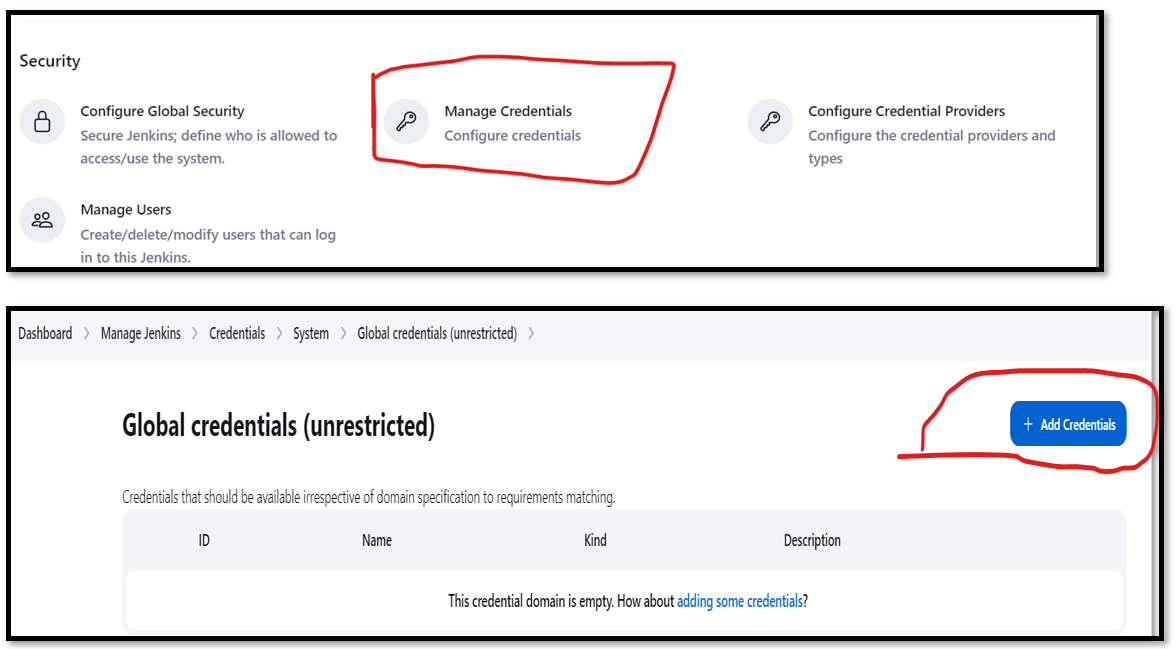 Security
Configure Global Security
Secure Jenkins; define who is allowed to
access/use the system.
Manage Credentials
Configure credentials
Configure Credential Providers
Configure the credential providers and
types
Manage Users
Create/delete/modify users that can log
in to this Jenkins.
Dashboard > Manage Jenkins > Credentials > System > Global credentials (unrestricted) >
Global credentials (unrestricted)
+ Add Credentials
Credentials that should be available irrespective of domain specification to requirements matching.
ID Name Kind Description
This credential domain is empty. How about adding some credentials?